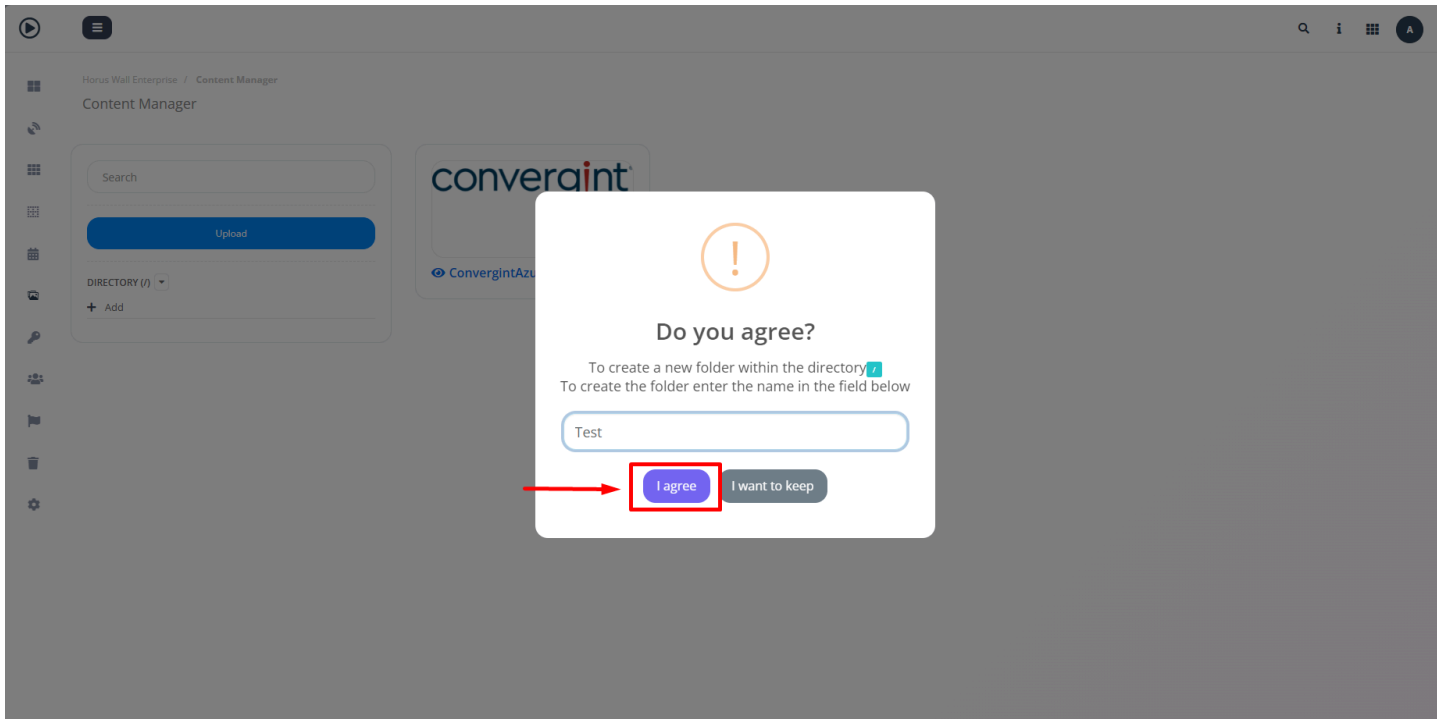 A
Horus Wall Enterprise / Content Manager
Content Manager
Search
Upload
DIRECTORY (/)
+ Add
convergint
ConvergintAzu
!
Do you agree?
To create a new folder within the directory /
To create the folder enter the name in the field below
Test
I agree
I want to keep